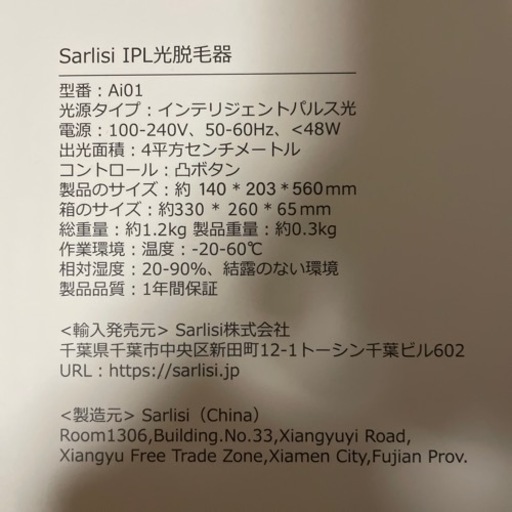 Sarlisi IPL光脱毛器
型番：Ai01
光源タイプ：インテリジェントパルス光
電源：100-240V、50-60Hz、<48W
出光面積：4平方センチメートル
コントロール：凸ボタン
製品のサイズ：約 140 * 203 * 560mm
箱のサイズ：約330 * 260 * 65mm
総重量：約1.2kg 製品重量：約0.3kg
作業環境：温度：-20-60℃
相対湿度：20-90%、結露のない環境
製品品質：1年間保証
<輸入発売元> Sarlisi株式会社
千葉県千葉市中央区新田町12-1トーシン千葉ビル602
URL：https://sarlisi.jp
<製造元> Sarlisi（China）
Room1306,Building.No.33,Xiangyuyi Road,
Xiangyu Free Trade Zone,Xiamen City,Fujian Prov.